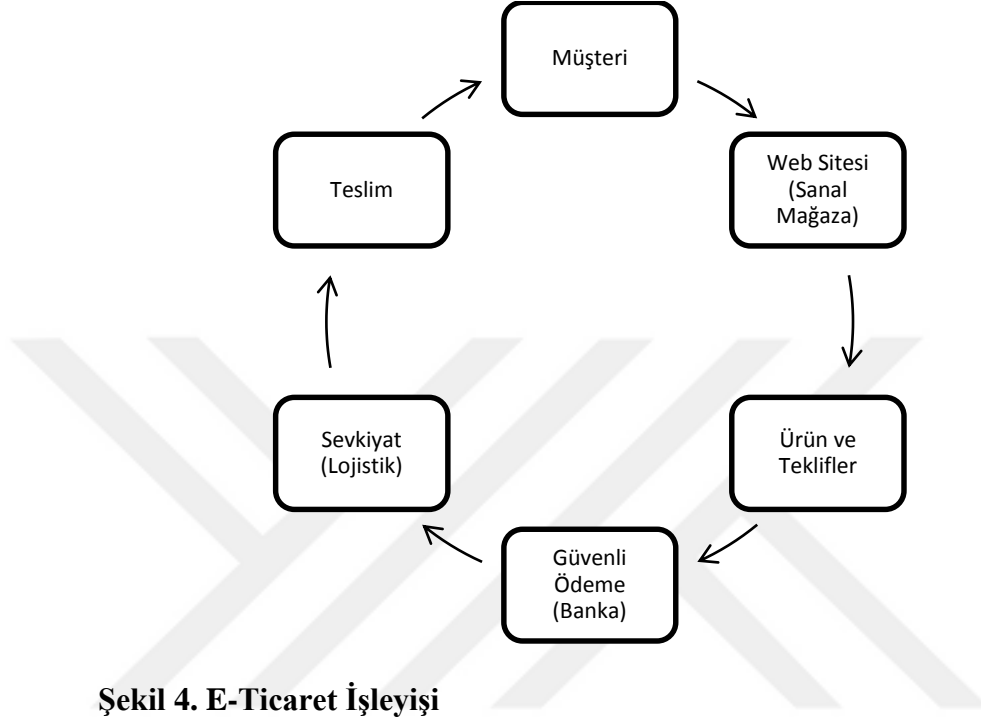 Müşteri
Web Sitesi
(Sanal
Mağaza)
Ürün ve
Teklifler
Güvenli
Ödeme
(Banka)
Sevkiyat
(Lojistik)
Teslim
Şekil 4. E-Ticaret İşleyişi